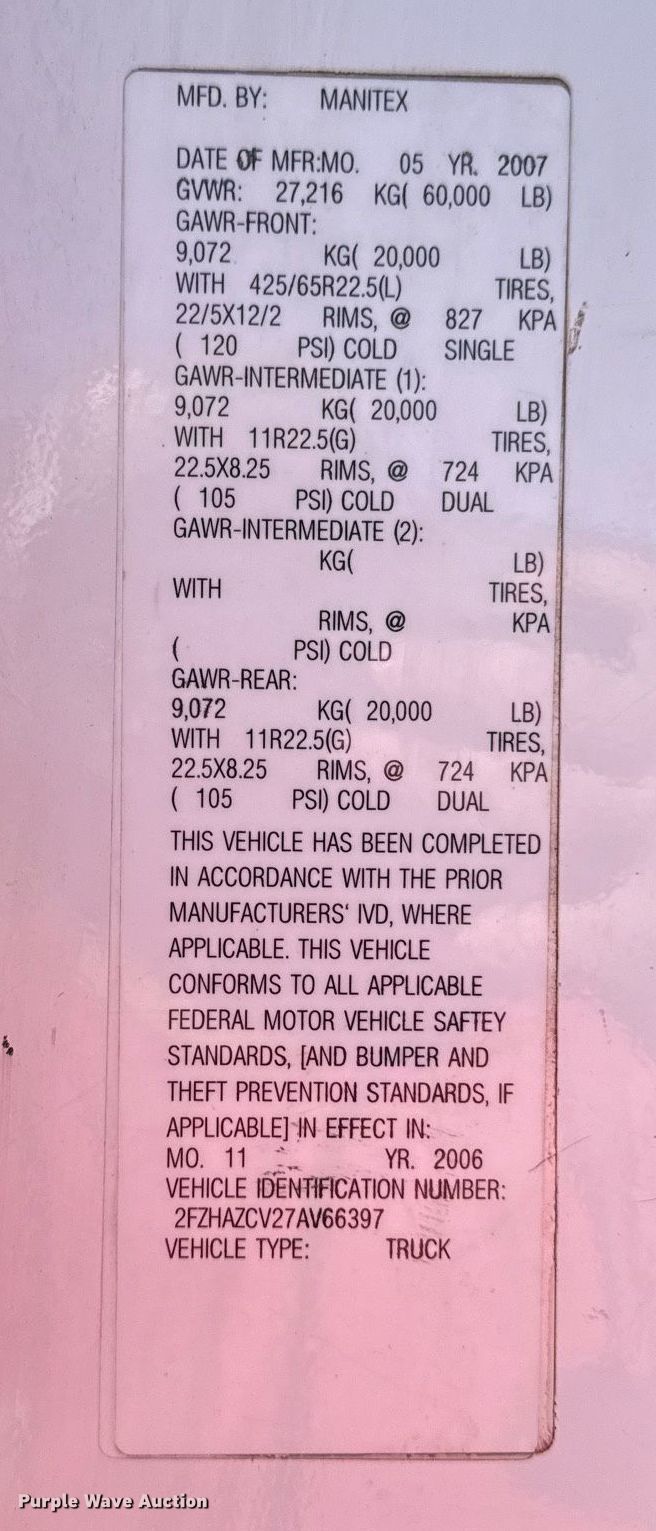 MFD. BY: MANITEX
DATE OF MFR:MO. 05 YR. 2007
GVWR: 27,216 KG( 60,000 LB)
GAWR-FRONT:
9,072 KG( 20,000 LB)
WITH 425/65R22.5(L) TIRES,
22/5X12/2 RIMS, @ 827 KPA
( 120 PSI) COLD SINGLE
GAWR-INTERMEDIATE (1):
9,072 KG( 20,000 LB)
WITH 11R22.5(G) TIRES,
22.5X8.25 RIMS, @ 724 KPA
( 105 PSI) COLD DUAL
GAWR-INTERMEDIATE (2):
KG( LB)
WITH TIRES,
RIMS, @ KPA
( PSI) COLD
GAWR-REAR:
9,072 KG( 20,000 LB)
WITH 11R22.5(G) TIRES,
22.5X8.25 RIMS, @ 724 KPA
( 105 PSI) COLD DUAL
THIS VEHICLE HAS BEEN COMPLETED
IN ACCORDANCE WITH THE PRIOR
MANUFACTURERS‘ IVD, WHERE
APPLICABLE. THIS VEHICLE
CONFORMS TO ALL APPLICABLE
FEDERAL MOTOR VEHICLE SAFTEY
STANDARDS, [AND BUMPER AND
THEFT PREVENTION STANDARDS, IF
APPLICABLE] IN EFFECT IN:
MO. 11 YR. 2006
VEHICLE IDENTIFICATION NUMBER:
2FZHAZCV27AV66397
VEHICLE TYPE: TRUCK
Purple Wave Auction